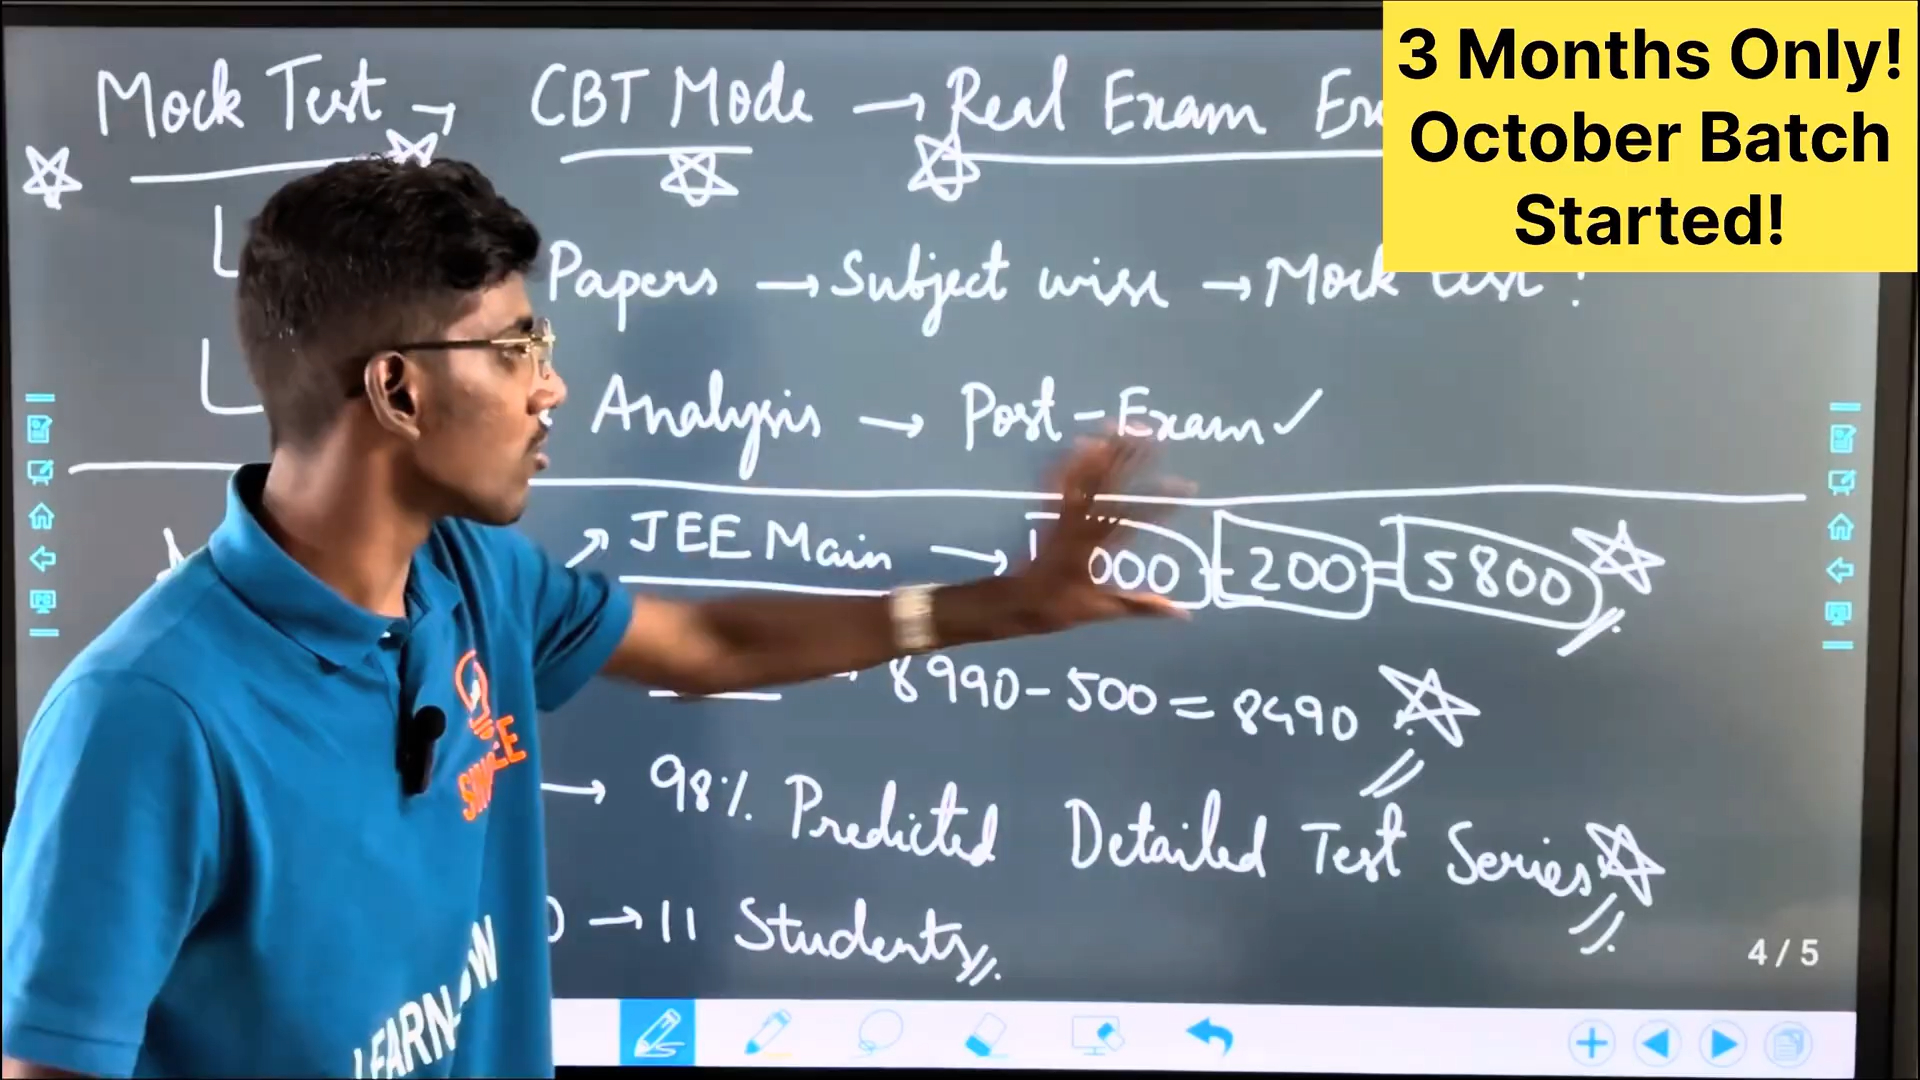 3 Months Only!
October Batch
Started!
Mock Test → CBT Mode → Real Exam
Papers → Subject wise → Mock test
Analysis → Post-Exam ✓
↗ JEE Main → 000 - 200 = 5800
8990 - 500 = 8490
→ 98% Predicted Detailed Test Series
→ 11 Students
4 / 5